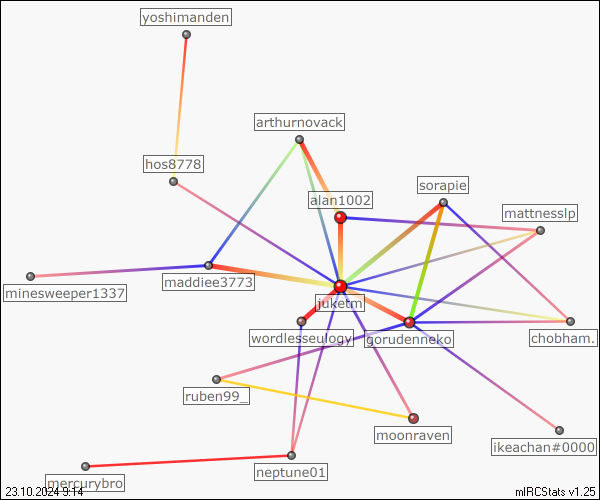 yoshimanden
arthurnovack
hos8778
sorapie
alan1002
mattnesslp
maddiee3773
minesweeper1337
juketm
wordlesseulogy
gorudenneko
chobham.
ruben99_
moonraven
ikeachan#0000
neptune01
mercurybro
23.10.2024 9:14
mIRCStats v1.25